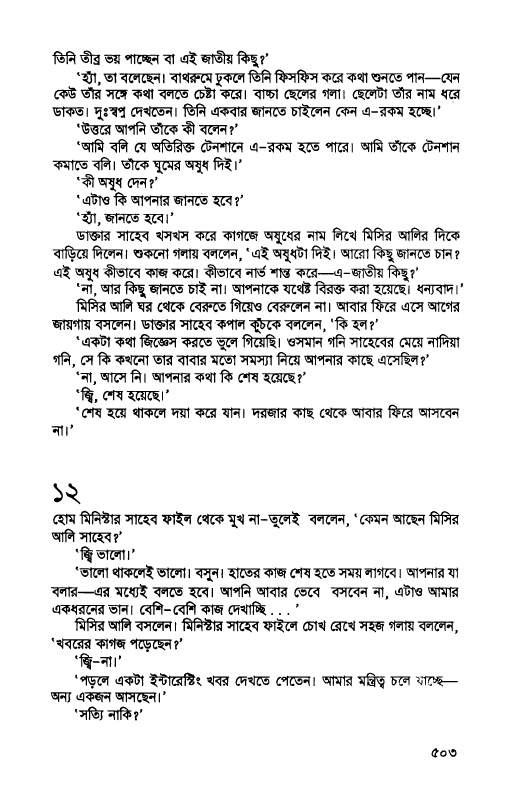 তিনি তীব্র ভয় পাচ্ছেন বা এই জাতীয় কিছু?’
‘হ্যাঁ, তা বলেছেন। বাথরুমে ঢুকলে তিনি ফিসফিস করে কথা শুনতে পান—যেন
কেউ তাঁর সঙ্গে কথা বলতে চেষ্টা করে। বাচ্চা ছেলের গলা। ছেলেটা তাঁর নাম ধরে
ডাকত। দুঃস্বপ্ন দেখতেন। তিনি একবার জানতে চাইলেন কেন এ-রকম হচ্ছে।’
‘উত্তরে আপনি তাঁকে কী বলেন?’
‘আমি বলি যে অতিরিক্ত টেনশানে এ-রকম হতে পারে। আমি তাঁকে টেনশান
কমাতে বলি। তাঁকে ঘুমের অষুধ দিই।’
‘কী অষুধ দেন?’
‘এটাও কি আপনার জানতে হবে?’
‘হ্যাঁ, জানতে হবে।’
ডাক্তার সাহেব খসখস করে কাগজে অষুধের নাম লিখে মিসির আলির দিকে
বাড়িয়ে দিলেন। শুকনো গলায় বললেন, ‘এই অষুধটা দিই। আরো কিছু জানতে চান?
এই অষুধ কীভাবে কাজ করে। কীভাবে নার্ভ শান্ত করে—এ-জাতীয় কিছু?’
‘না, আর কিছু জানতে চাই না। আপনাকে যথেষ্ট বিরক্ত করা হয়েছে। ধন্যবাদ।’
মিসির আলি ঘর থেকে বেরুতে গিয়েও বেরুলেন না। আবার ফিরে এসে আগের
জায়গায় বসলেন। ডাক্তার সাহেব কপাল কুঁচকে বললেন, ‘কি হল?’
‘একটা কথা জিজ্ঞেস করতে ভুলে গিয়েছি। ওসমান গনি সাহেবের মেয়ে নাদিয়া
গনি, সে কি কখনো তার বাবার মতো সমস্যা নিয়ে আপনার কাছে এসেছিল?’
‘না, আসে নি। আপনার কথা কি শেষ হয়েছে?’
‘জ্বি, শেষ হয়েছে।’
‘শেষ হয়ে থাকলে দয়া করে যান। দরজার কাছ থেকে আবার ফিরে আসবেন
না।’
১২
হোম মিনিস্টার সাহেব ফাইল থেকে মুখ না-তুলেই বললেন, ‘কেমন আছেন মিসির
আলি সাহেব?’
‘জ্বি ভালো।’
‘ভালো থাকলেই ভালো। বসুন। হাতের কাজ শেষ হতে সময় লাগবে। আপনার যা
বলার—এর মধ্যেই বলতে হবে। আপনি আবার ভেবে বসবেন না, এটাও আমার
একধরনের ভান। বেশি-বেশি কাজ দেখাচ্ছি . . . ’
মিসির আলি বসলেন। মিনিস্টার সাহেব ফাইলে চোখ রেখে সহজ গলায় বললেন,
‘খবরের কাগজ পড়েছেন?’
‘জ্বি-না।’
‘পড়লে একটা ইন্টারেস্টিং খবর দেখতে পেতেন। আমার মন্ত্রিত্ব চলে যাচ্ছে—
অন্য একজন আসছেন।’
‘সত্যি নাকি?’
৫০৩